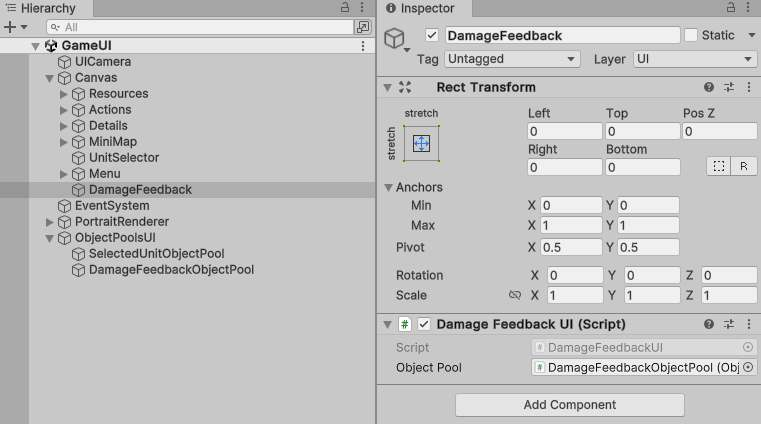 Hierarchy
All
GameUI
UICamera
Canvas
Resources
Actions
Details
MiniMap
UnitSelector
Menu
DamageFeedback
EventSystem
PortraitRenderer
ObjectPoolsUI
SelectedUnitObjectPool
DamageFeedbackObjectPool
Inspector
DamageFeedback Static
Tag Untagged Layer UI
Rect Transform
stretch
stretch
Left Top Pos Z
0 0 0
Right Bottom
0 0 R
Anchors
Min X 0 Y 0
Max X 1 Y 1
Pivot X 0.5 Y 0.5
Rotation X 0 Y 0 Z 0
Scale X 1 Y 1 Z 1
# Damage Feedback UI (Script)
Script # DamageFeedbackUI
Object Pool # DamageFeedbackObjectPool (Obj
Add Component